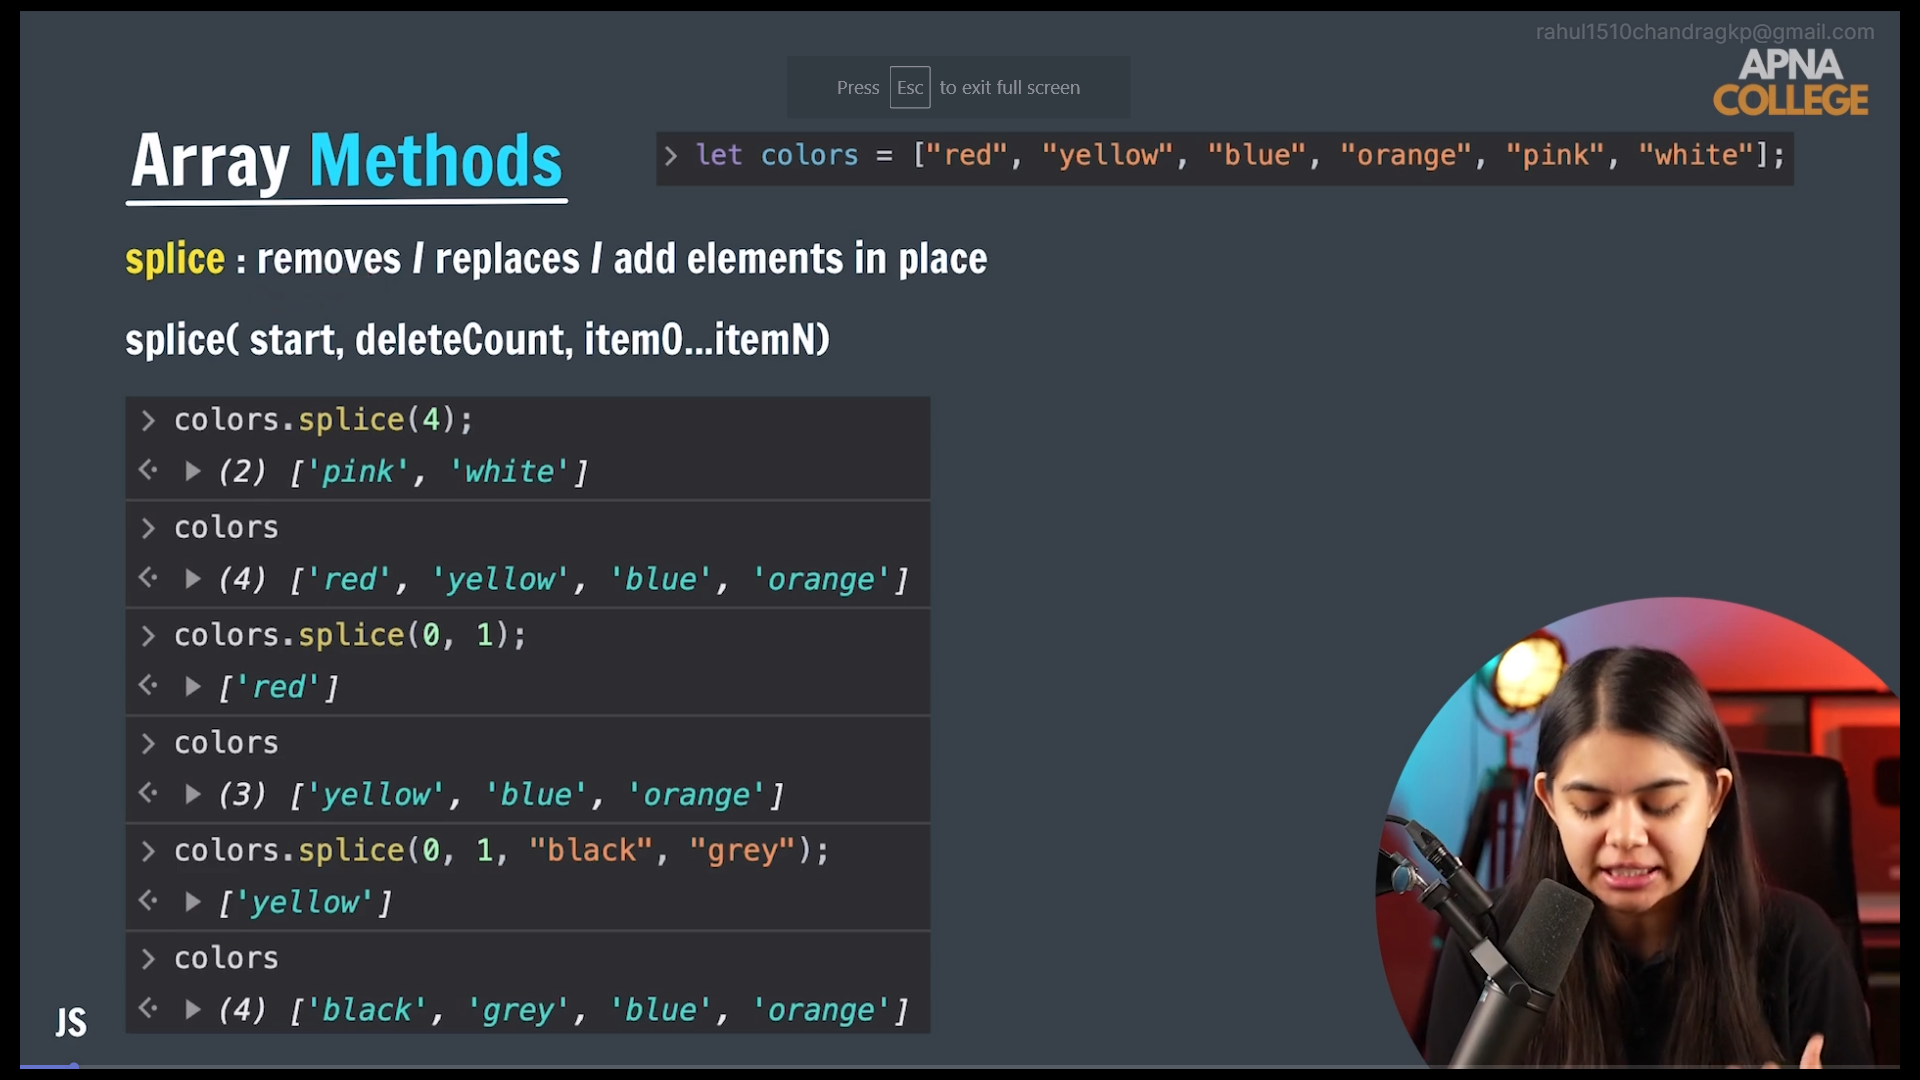 rahul1510chandragkp@gmail.com
APNA
COLLEGE
Press Esc to exit full screen
Array Methods
> let colors = ["red", "yellow", "blue", "orange", "pink", "white"];
splice : removes / replaces / add elements in place
splice( start, deleteCount, item0...itemN)
> colors.splice(4);
(2) ['pink', 'white']
> colors
(4) ['red', 'yellow', 'blue', 'orange']
> colors.splice(0, 1);
['red']
> colors
(3) ['yellow', 'blue', 'orange']
> colors.splice(0, 1, "black", "grey");
['yellow']
> colors
(4) ['black', 'grey', 'blue', 'orange']
JS